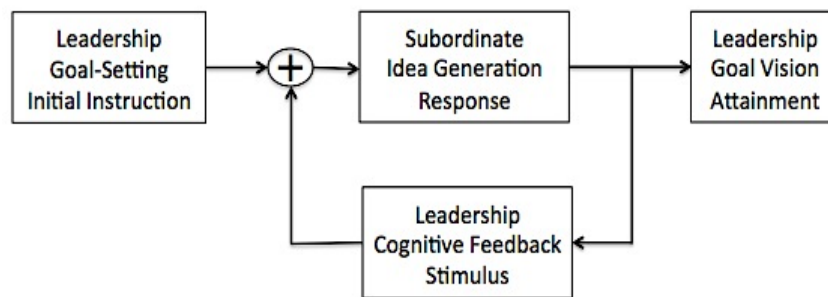 Leadership
Goal-Setting
Initial Instruction
+
Subordinate
Idea Generation
Response
Leadership
Goal Vision
Attainment
Leadership
Cognitive Feedback
Stimulus